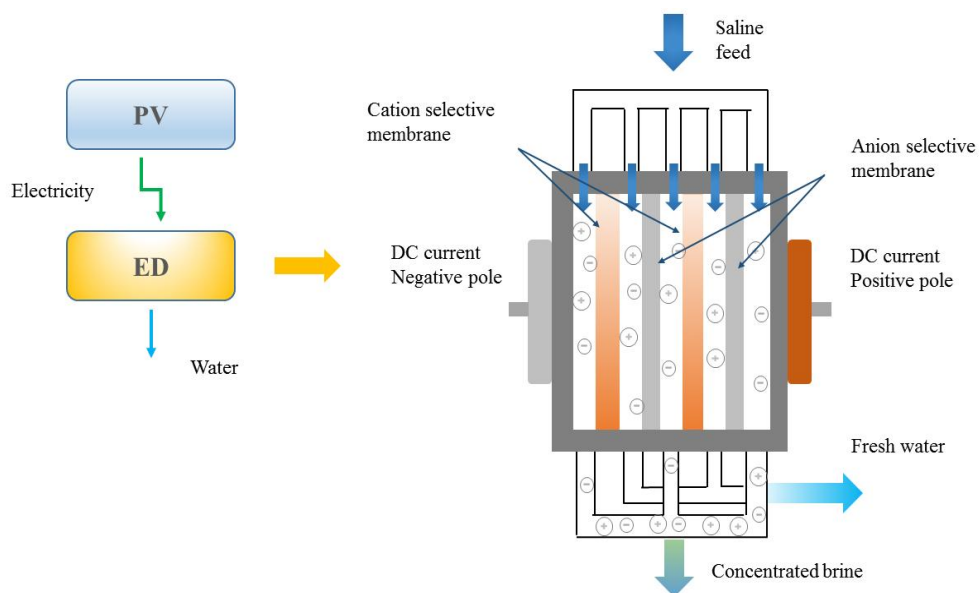 PV
Electricity
ED
Water
Saline
feed
Cation selective
membrane
Anion selective
membrane
DC current
Negative pole
DC current
Positive pole
Fresh water
Concentrated brine